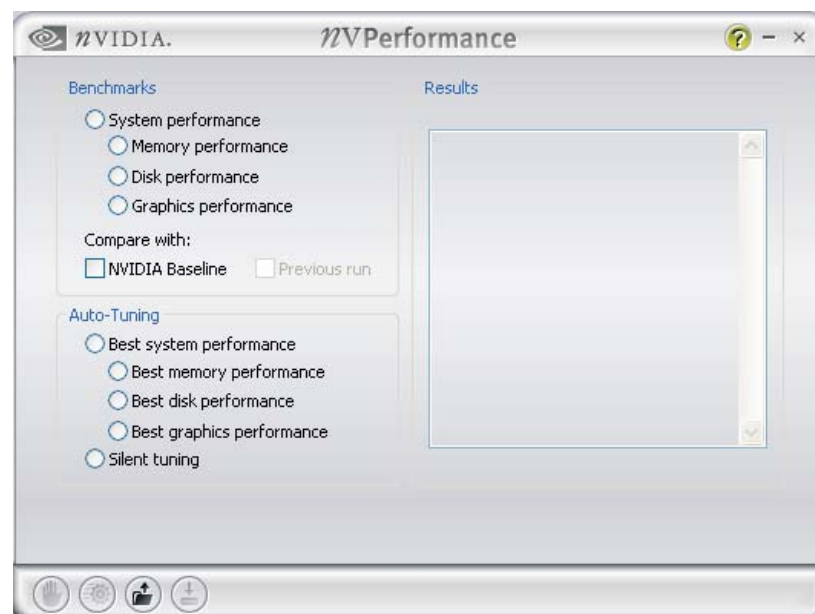 nVIDIA. nVPerformance ? – ×
Benchmarks
System performance
Memory performance
Disk performance
Graphics performance
Compare with:
NVIDIA Baseline Previous run
Auto-Tuning
Best system performance
Best memory performance
Best disk performance
Best graphics performance
Silent tuning
Results